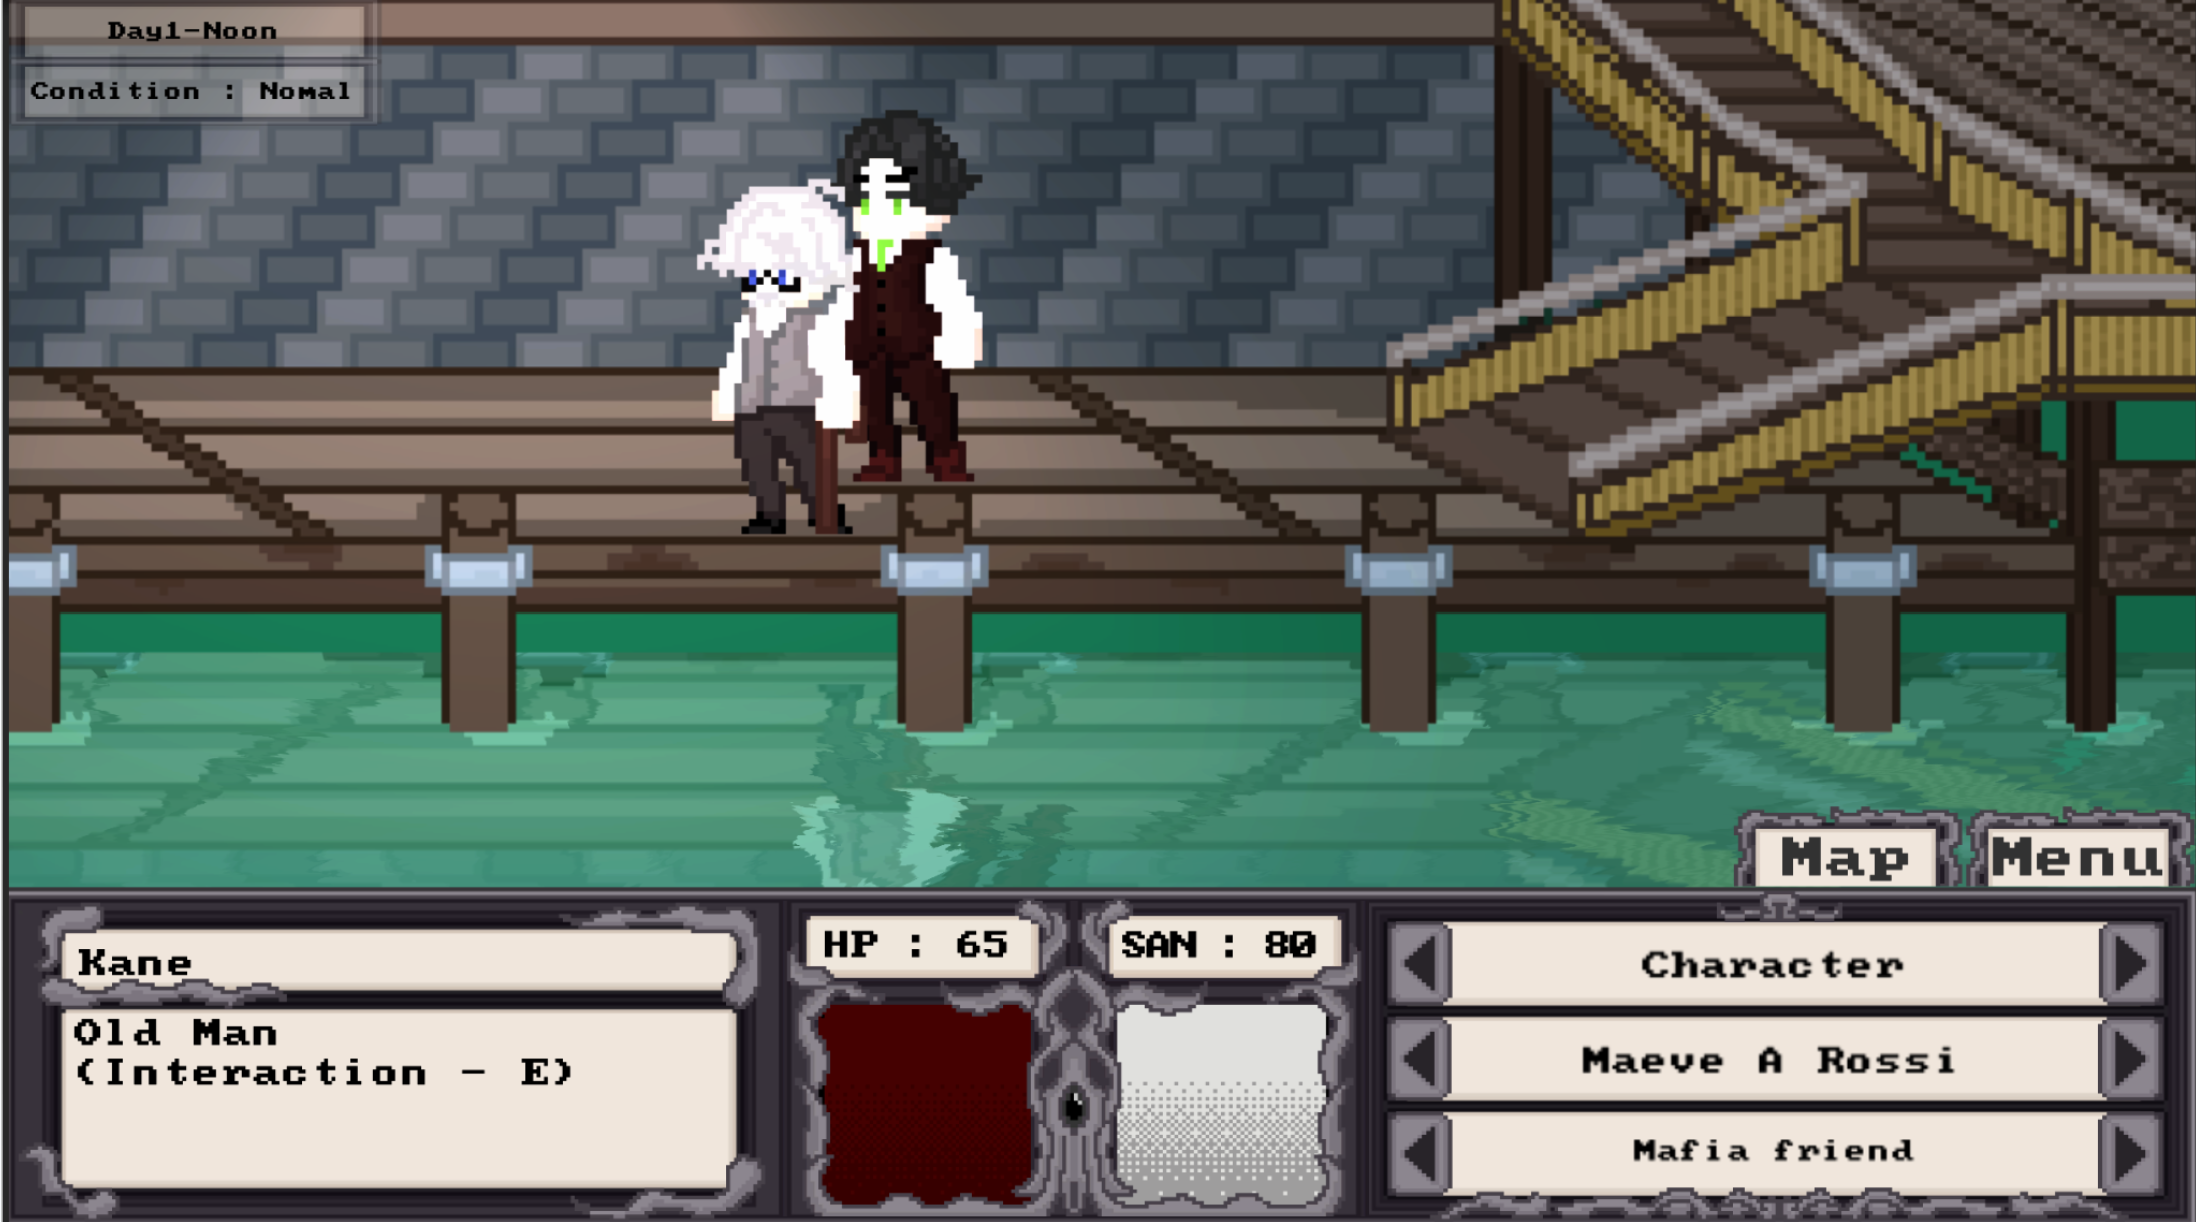 Day1-Noon
Condition : Nomal
Map
Menu
Kane
Old Man
(Interaction - E)
HP : 65
SAN : 80
Character
Maeve A Rossi
Mafia friend